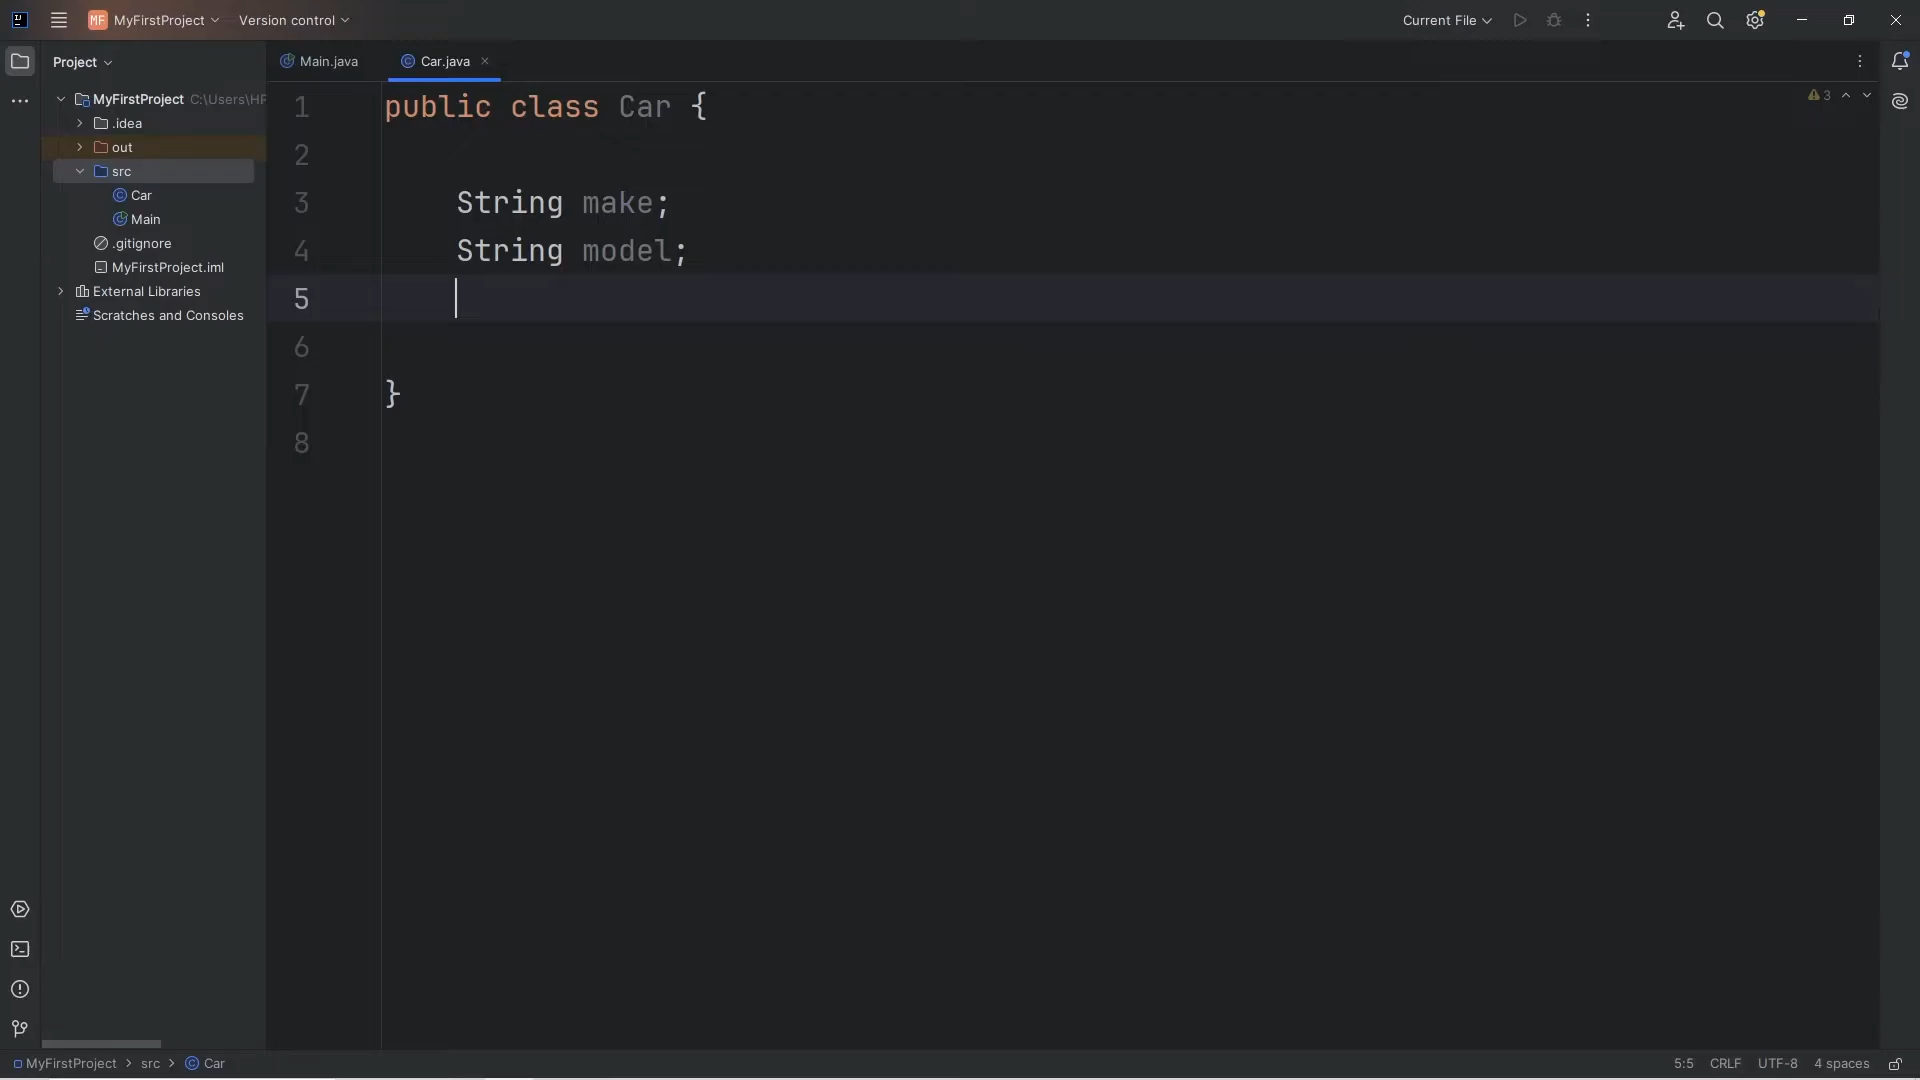 MF MyFirstProject Version control Current File
Project
Main.java Car.java
MyFirstProject C:\Users\HP
.idea
out
src
Car
Main
.gitignore
MyFirstProject.iml
External Libraries
Scratches and Consoles
3
1 public class Car {
2
3 String make;
4 String model;
5
6
7 }
8
MyFirstProject > src > Car 5:5 CRLF UTF-8 4 spaces